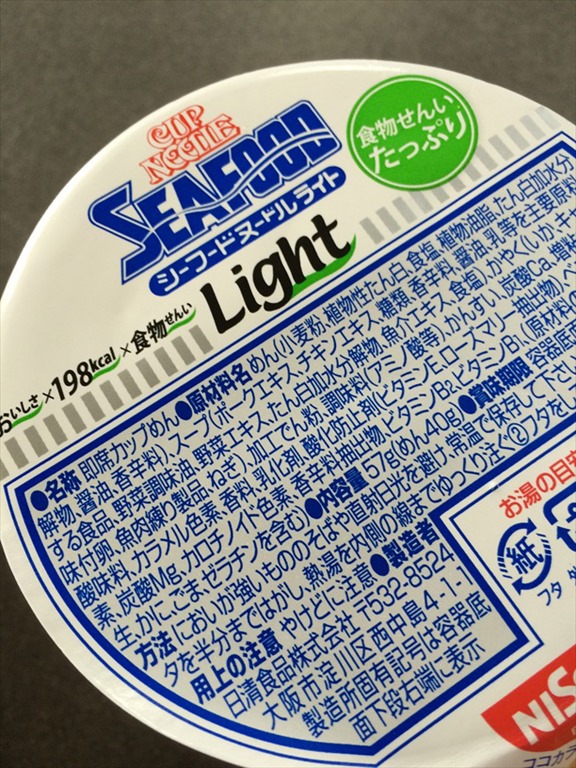 CUP
NOODLE
SEAFOOD
シーフードヌードルライト
Light
食物せんい
たっぷり
おいしさ×198kcal×食物せんい
●名称 即席カップめん●原材料名 めん(小麦粉、植物性たん白、食塩、植物油脂、たん白加水分
解物、醤油、香辛料)、スープ(ポークエキス、チキンエキス、糖類、香辛料、醤油、乳等を主要原料
する食品、野菜調味油、野菜エキス、たん白加水分解物、魚介エキス、食塩)、かやく(いか、キャ
味付卵、魚肉練り製品、ねぎ)、加工でん粉、調味料(アミノ酸等)、かんすい、炭酸Ca、増粘
酸味料、カラメル色素、香料、乳化剤、酸化防止剤(ビタミンE、ローズマリー抽出物)、ベ
素、炭酸Mg、カロチノイド色素、香辛料抽出物、ビタミンB2、ビタミンB1、(原材料の
生、かに、ごま、ゼラチンを含む)●内容量 57g(めん40g)●賞味期限 容器底面
方法 においが強いもののそばや直射日光を避け、常温で保存して下さい
タを半分まではがし、熱湯を内側の線までゆっくり注ぐ②フタをし
用上の注意 やけどに注意●製造者
日清食品株式会社 〒532-8524
大阪市淀川区西中島4-1-1
製造所固有記号は容器底
面下段右端に表示
お湯の目安
紙
フタ
NISS
ココカラ